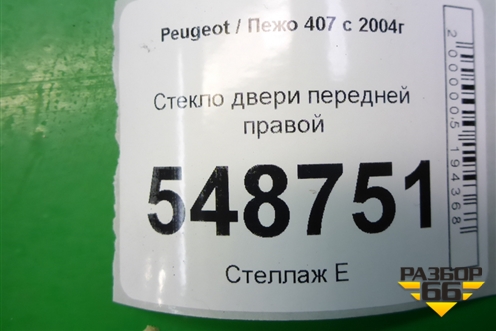 Peugeot / Пежо 407 с 2004г
Стекло двери передней
правой
548751
Стеллаж Е
2000005194368
РАЗБОР
66